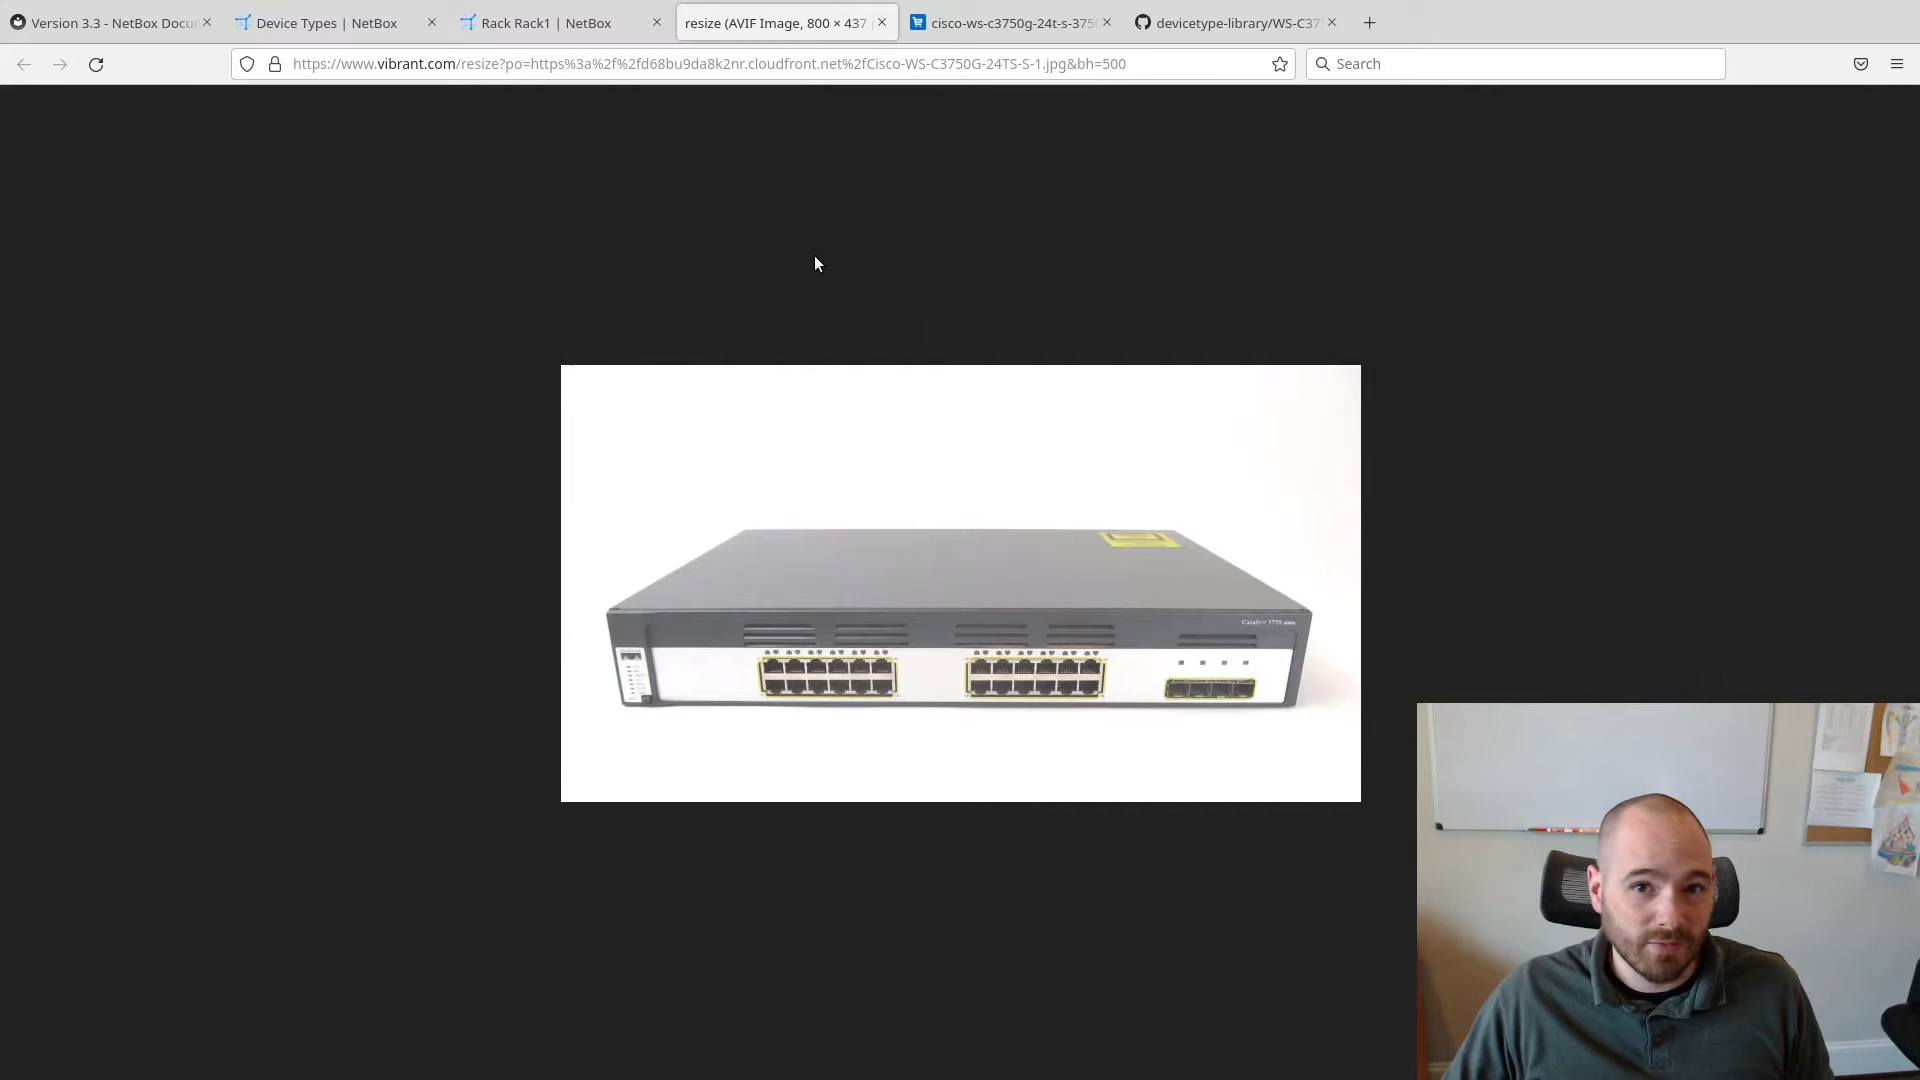 Version 3.3 - NetBox Docu
Device Types | NetBox
Rack Rack1 | NetBox
resize (AVIF Image, 800 × 437
cisco-ws-c3750g-24t-s-375
devicetype-library/WS-C37
https://www.vibrant.com/resize?po=https%3a%2f%2fd68bu9da8k2nr.cloudfront.net%2fCisco-WS-C3750G-24TS-S-1.jpg&bh=500
Search
Catalyst 3750